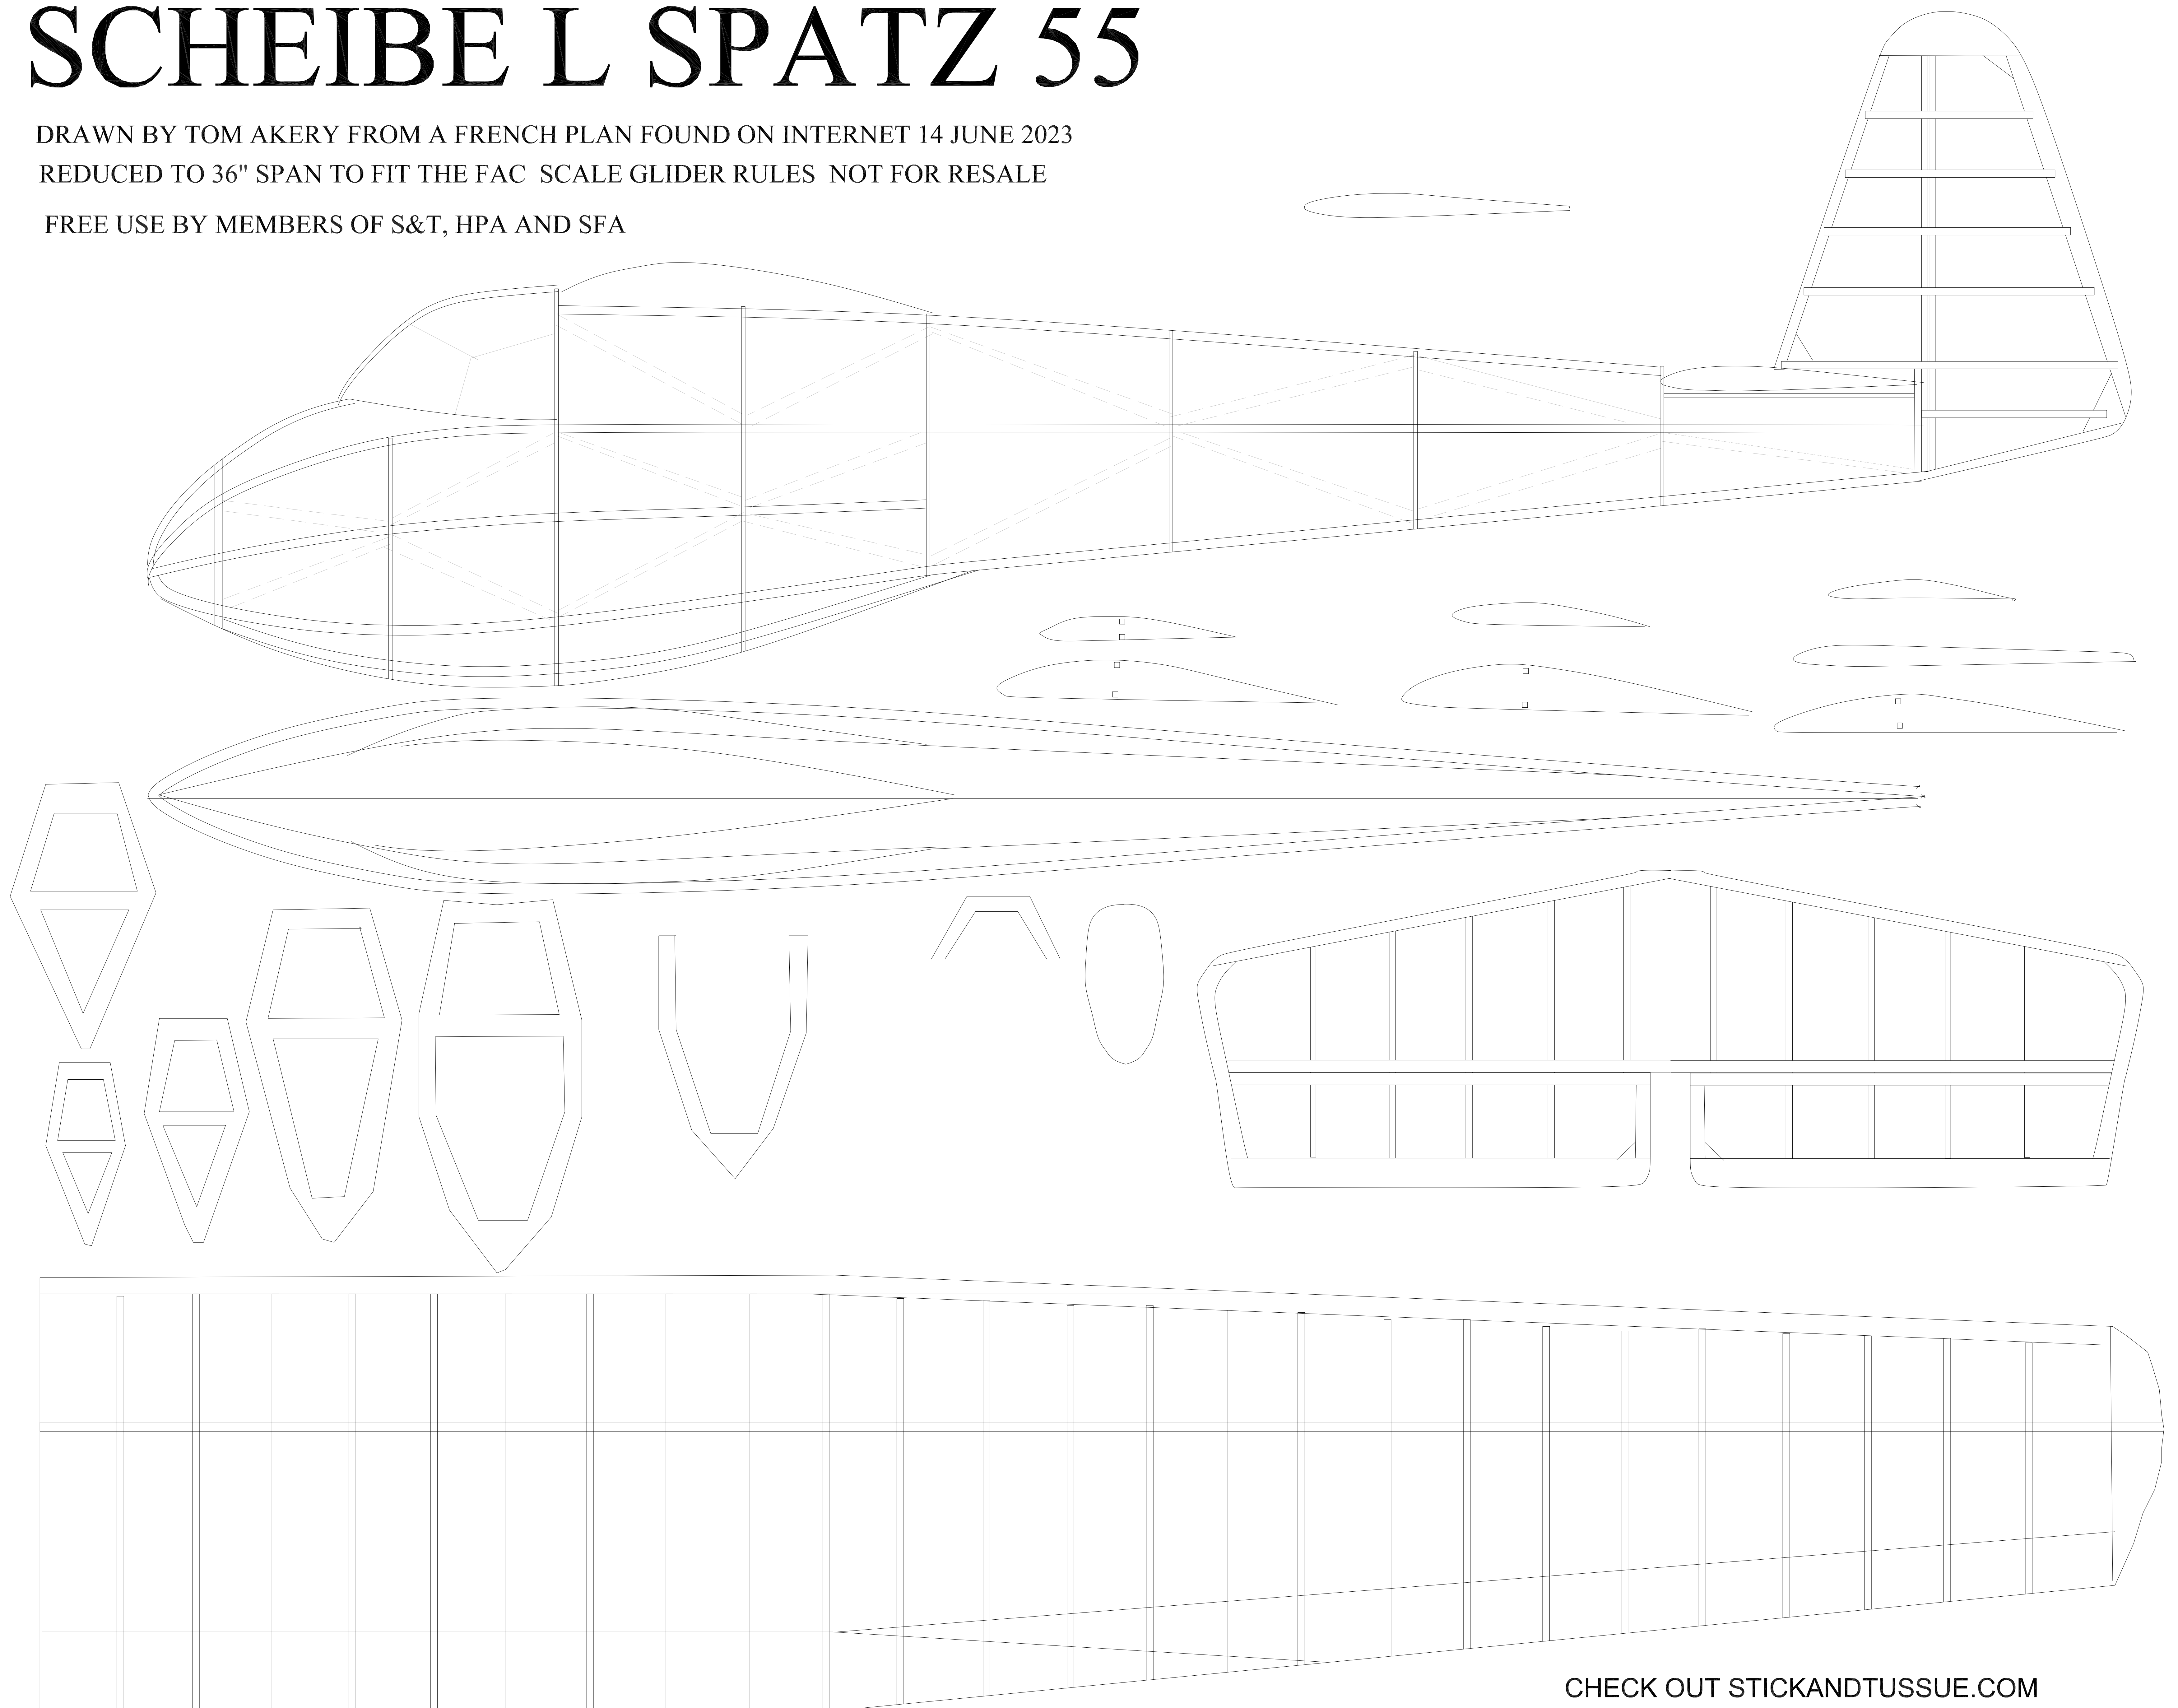 SCHEIBE L SPATZ 55
DRAWN BY TOM AKERY FROM A FRENCH PLAN FOUND ON INTERNET 14 JUNE 2023
REDUCED TO 36" SPAN TO FIT THE FAC SCALE GLIDER RULES NOT FOR RESALE
FREE USE BY MEMBERS OF S&T, HPA AND SFA
CHECK OUT STICKANDTUSSUE.COM